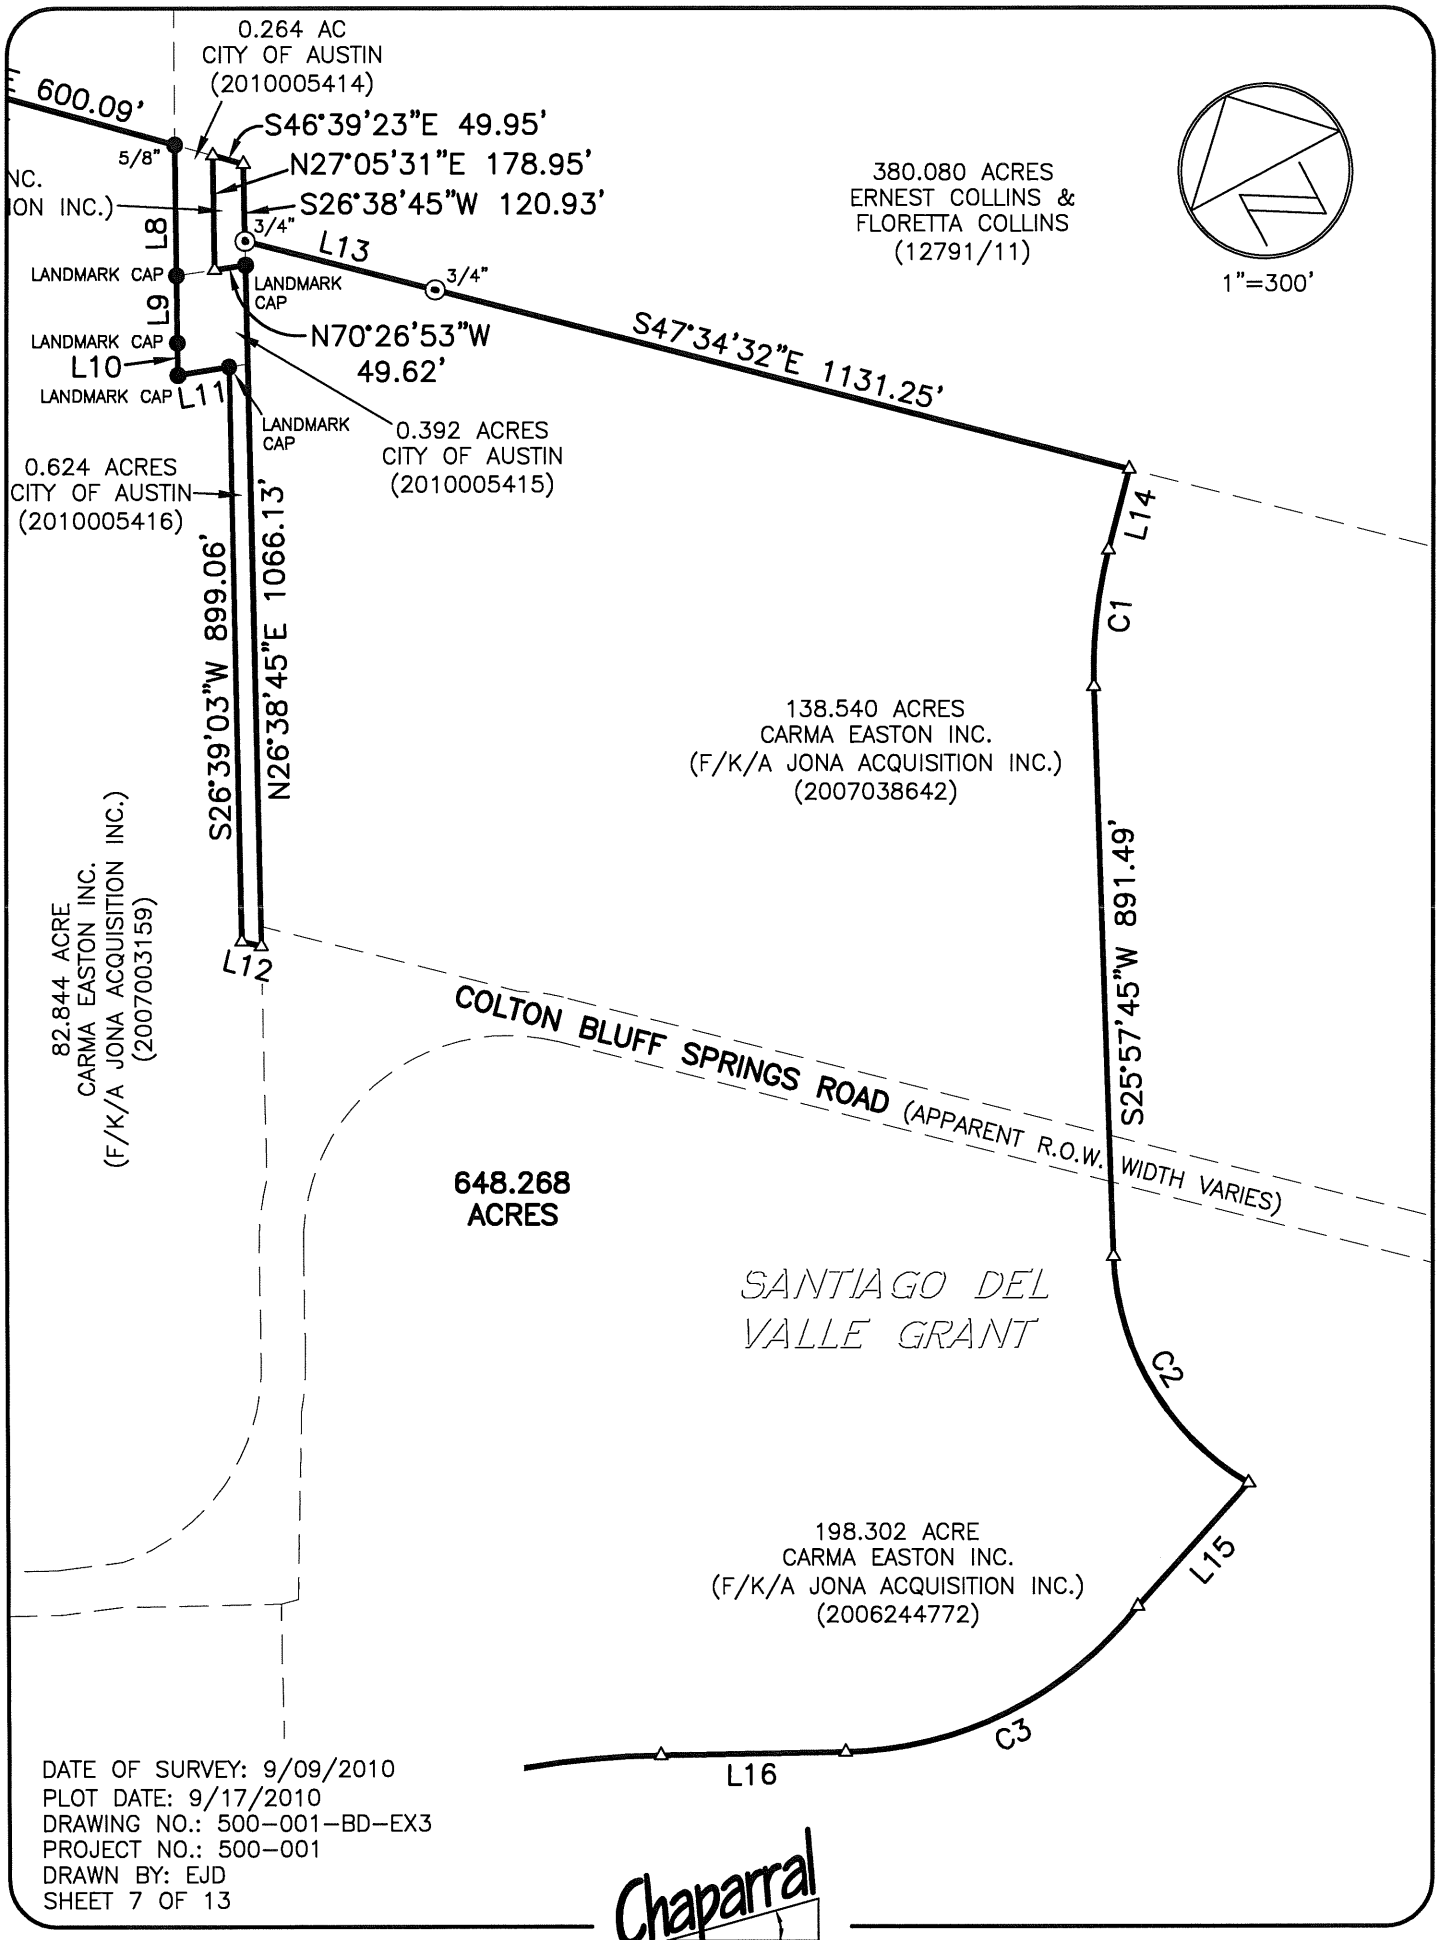 0.264 AC
CITY OF AUSTIN
(2010005414)
E 600.09'
S46°39'23"E 49.95'
5/8"
N27°05'31"E 178.95'
NC.
ION INC.)
S26°38'45"W 120.93'
380.080 ACRES
ERNEST COLLINS &
FLORETTA COLLINS
(12791/11)
N
1"=300'
L8
3/4"
L13
3/4"
LANDMARK CAP
LANDMARK
CAP
L9
N70°26'53"W
49.62'
S47°34'32"E 1131.25'
LANDMARK CAP
L10
LANDMARK CAP
L11
LANDMARK
CAP
0.392 ACRES
CITY OF AUSTIN
(2010005415)
0.624 ACRES
CITY OF AUSTIN
(2010005416)
L14
C1
S26°39'03"W 899.06'
N26°38'45"E 1066.13'
138.540 ACRES
CARMA EASTON INC.
(F/K/A JONA ACQUISITION INC.)
(2007038642)
S25°57'45"W 891.49'
82.844 ACRE
CARMA EASTON INC.
(F/K/A JONA ACQUISITION INC.)
(2007003159)
L12
COLTON BLUFF SPRINGS ROAD (APPARENT R.O.W. WIDTH VARIES)
648.268
ACRES
SANTIAGO DEL
VALLE GRANT
C2
198.302 ACRE
CARMA EASTON INC.
(F/K/A JONA ACQUISITION INC.)
(2006244772)
L15
C3
L16
DATE OF SURVEY: 9/09/2010
PLOT DATE: 9/17/2010
DRAWING NO.: 500-001-BD-EX3
PROJECT NO.: 500-001
DRAWN BY: EJD
SHEET 7 OF 13
Chaparral